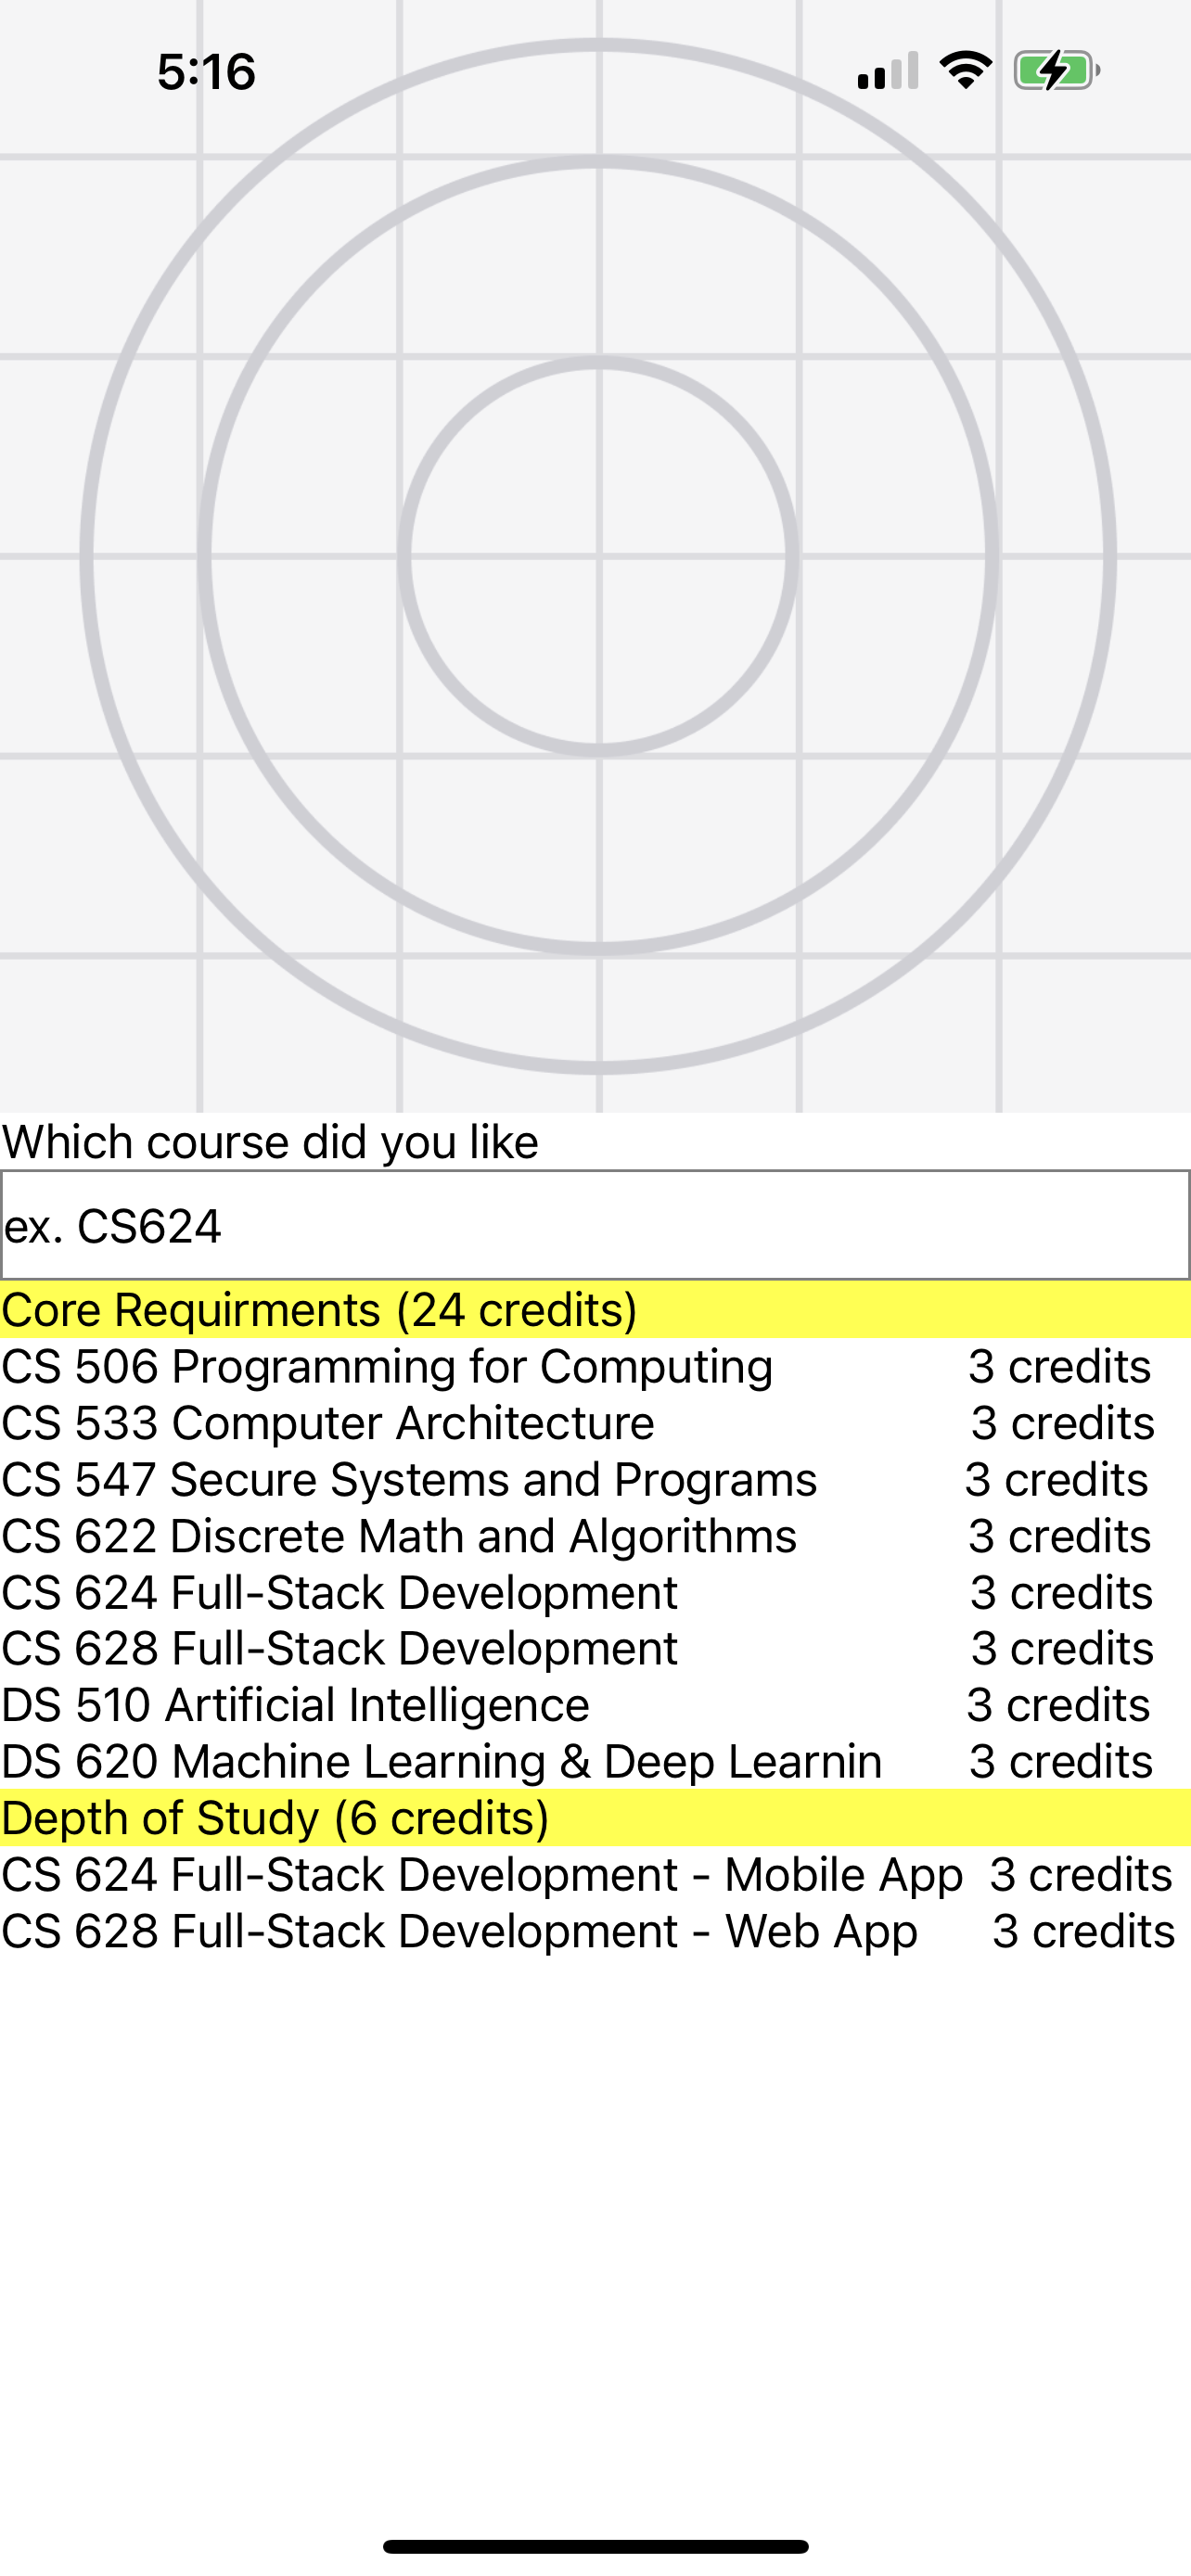 5:16
Which course did you like
ex. CS624
Core Requirments (24 credits)
CS 506 Programming for Computing 3 credits
CS 533 Computer Architecture 3 credits
CS 547 Secure Systems and Programs 3 credits
CS 622 Discrete Math and Algorithms 3 credits
CS 624 Full-Stack Development 3 credits
CS 628 Full-Stack Development 3 credits
DS 510 Artificial Intelligence 3 credits
DS 620 Machine Learning & Deep Learnin 3 credits
Depth of Study (6 credits)
CS 624 Full-Stack Development - Mobile App 3 credits
CS 628 Full-Stack Development - Web App 3 credits